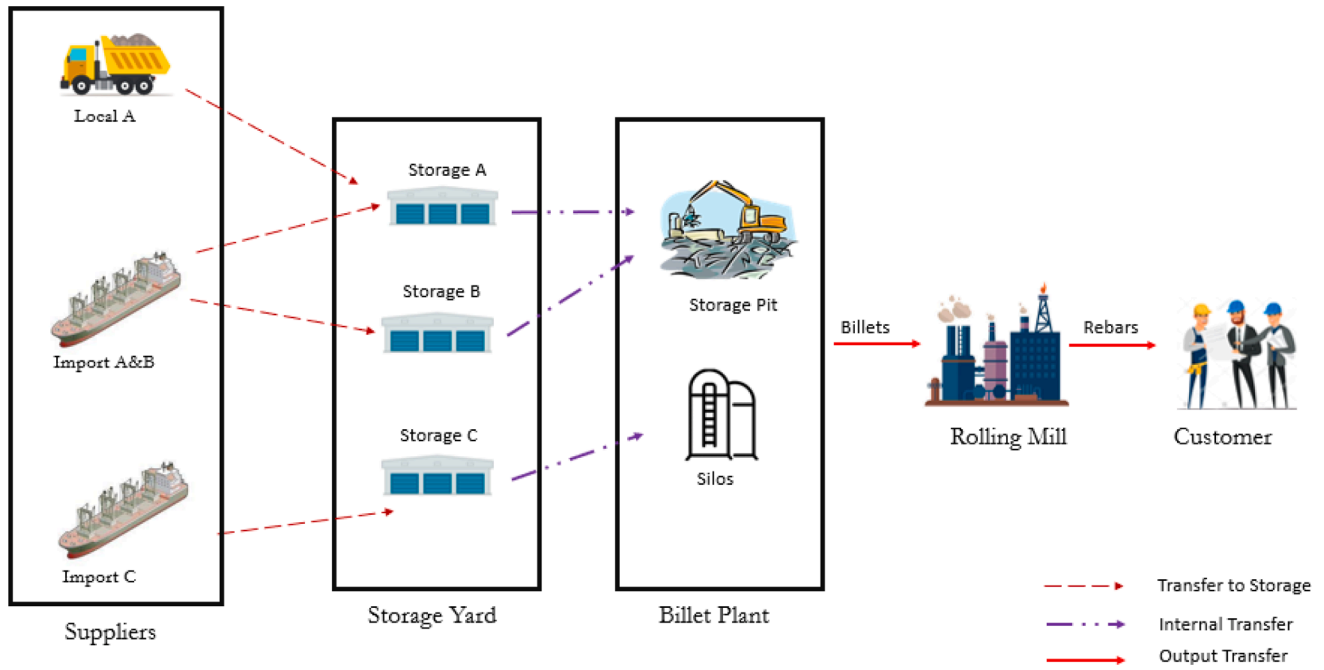 Local A
Import A&B
Import C
Suppliers
Storage A
Storage B
Storage C
Storage Yard
Storage Pit
Silos
Billet Plant
Billets
Rolling Mill
Rebars
Customer
Transfer to Storage
Internal Transfer
Output Transfer